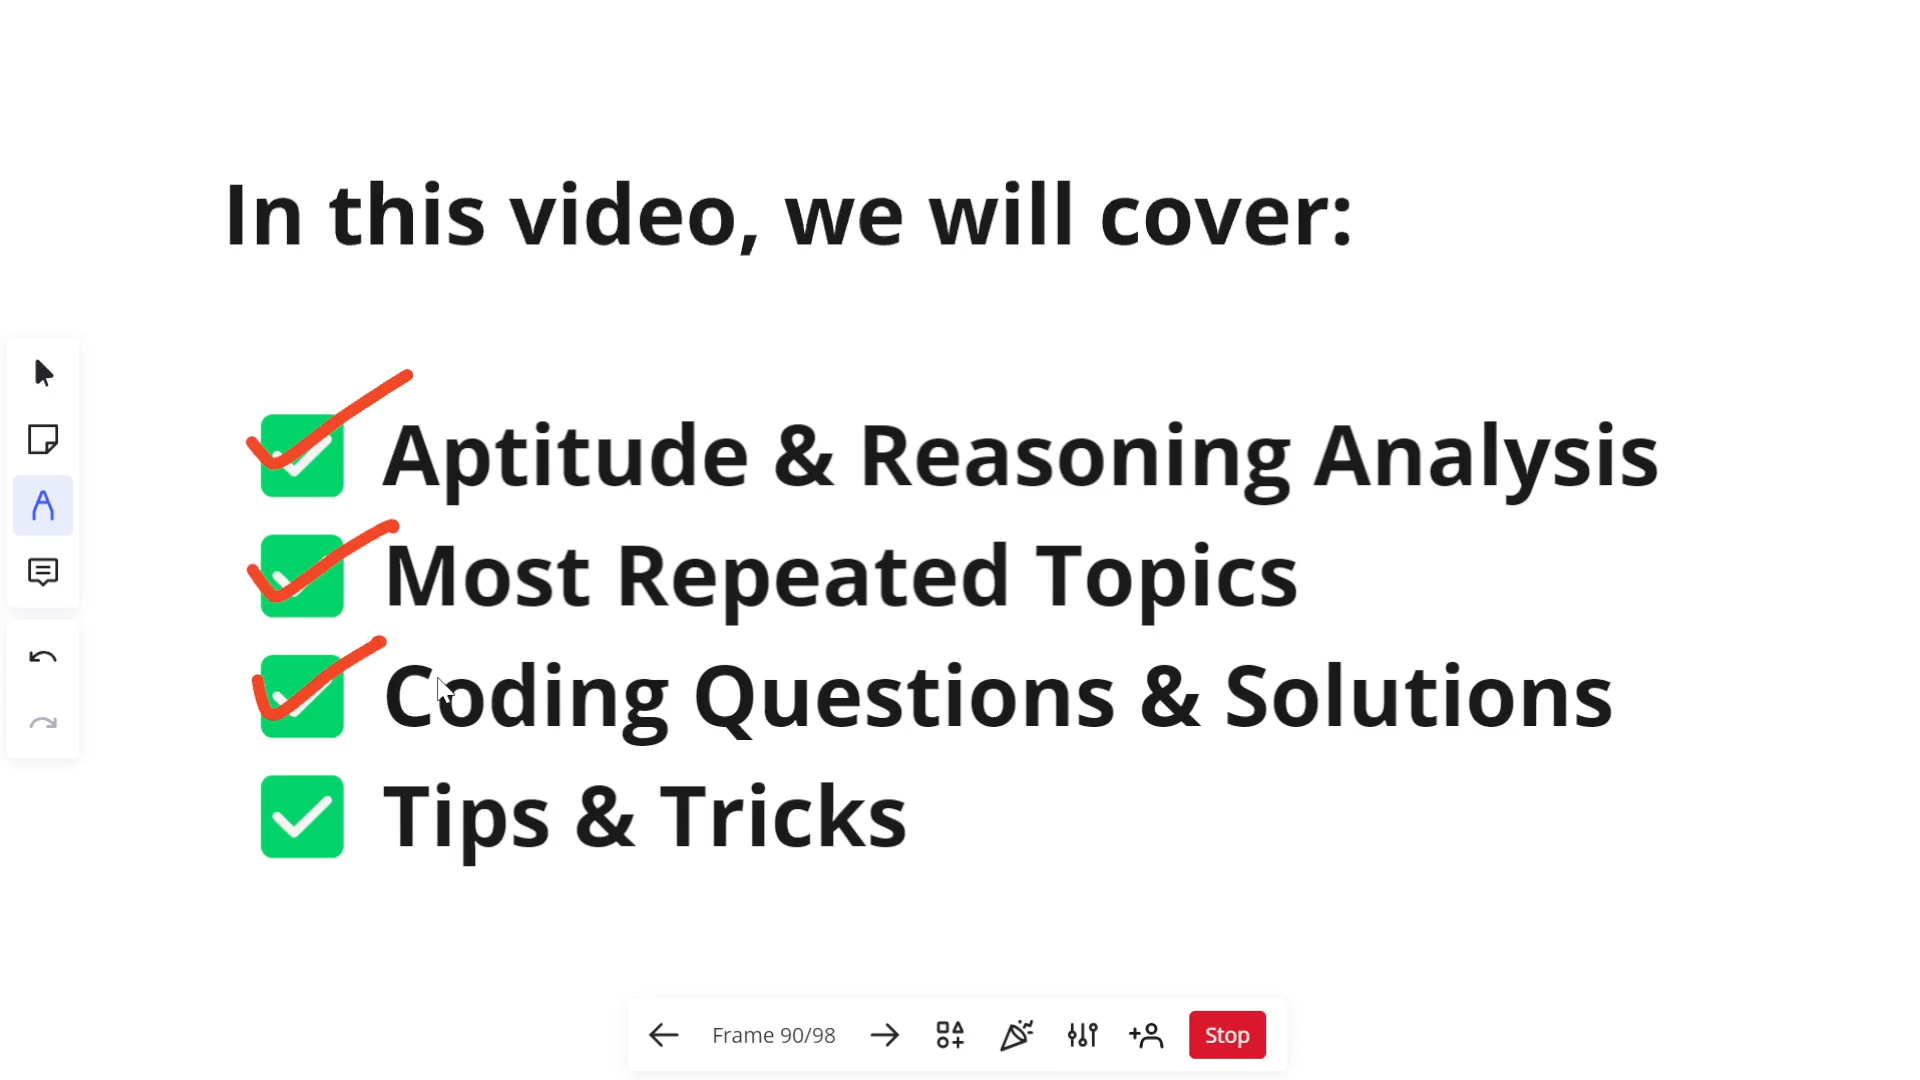 In this video, we will cover:
Aptitude & Reasoning Analysis
Most Repeated Topics
Coding Questions & Solutions
Tips & Tricks
Frame 90/98
Stop